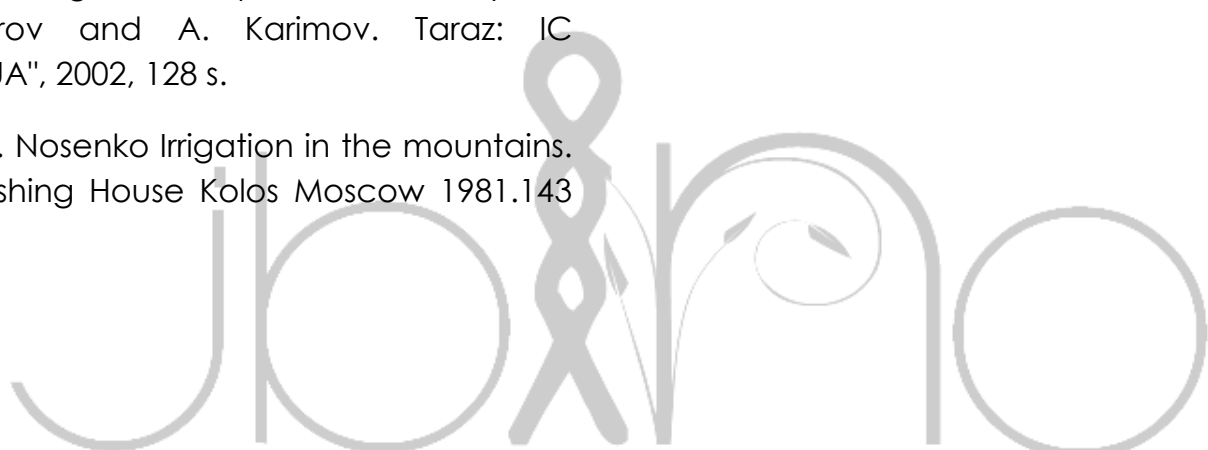 rov and A. Karimov. Taraz: IC
JA", 2002, 128 s.
. Nosenko Irrigation in the mountains.
shing House Kolos Moscow 1981.143